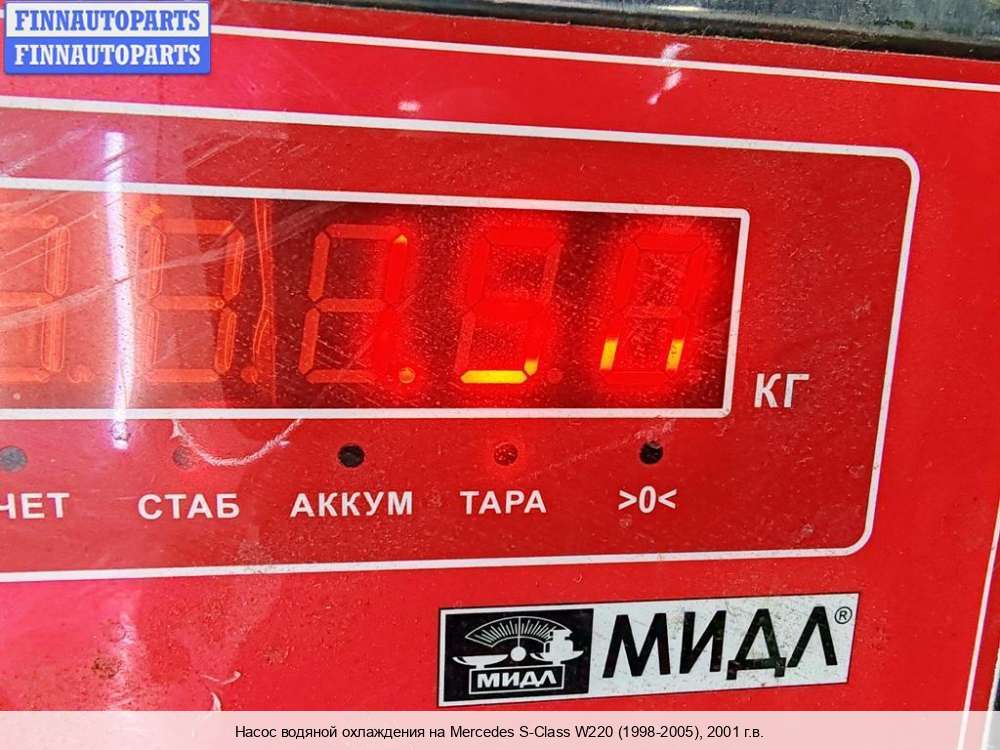 FINNAUTOPARTS
FINNAUTOPARTS
КГ
ЧЕТ СТАБ АККУМ ТАРА >0<
МИДЛ МИДЛ®
Насос водяной охлаждения на Mercedes S-Class W220 (1998-2005), 2001 г.в.